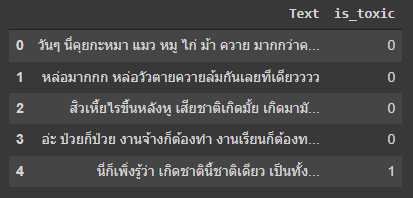 Text is_toxic
0 วันๆ นี่คุยกะหมา แมว หมู ไก่ ม้า ควาย มากกว่าค... 0
1 หล่อมากกก หล่อวัวตายควายล้มกันเลยทีเดียวววว 0
2 สิวเหี้ยไรขึ้นหลังหู เสียชาติเกิดมั้ย เกิดมามั... 0
3 อ่ะ ป่วยก็ป่วย งานจ้างก็ต้องทำ งานเรียนก็ต้องท... 0
4 นี่ก็เพิ่งรู้ว่า เกิดชาตินี้ชาติเดียว เป็นทั้ง... 1